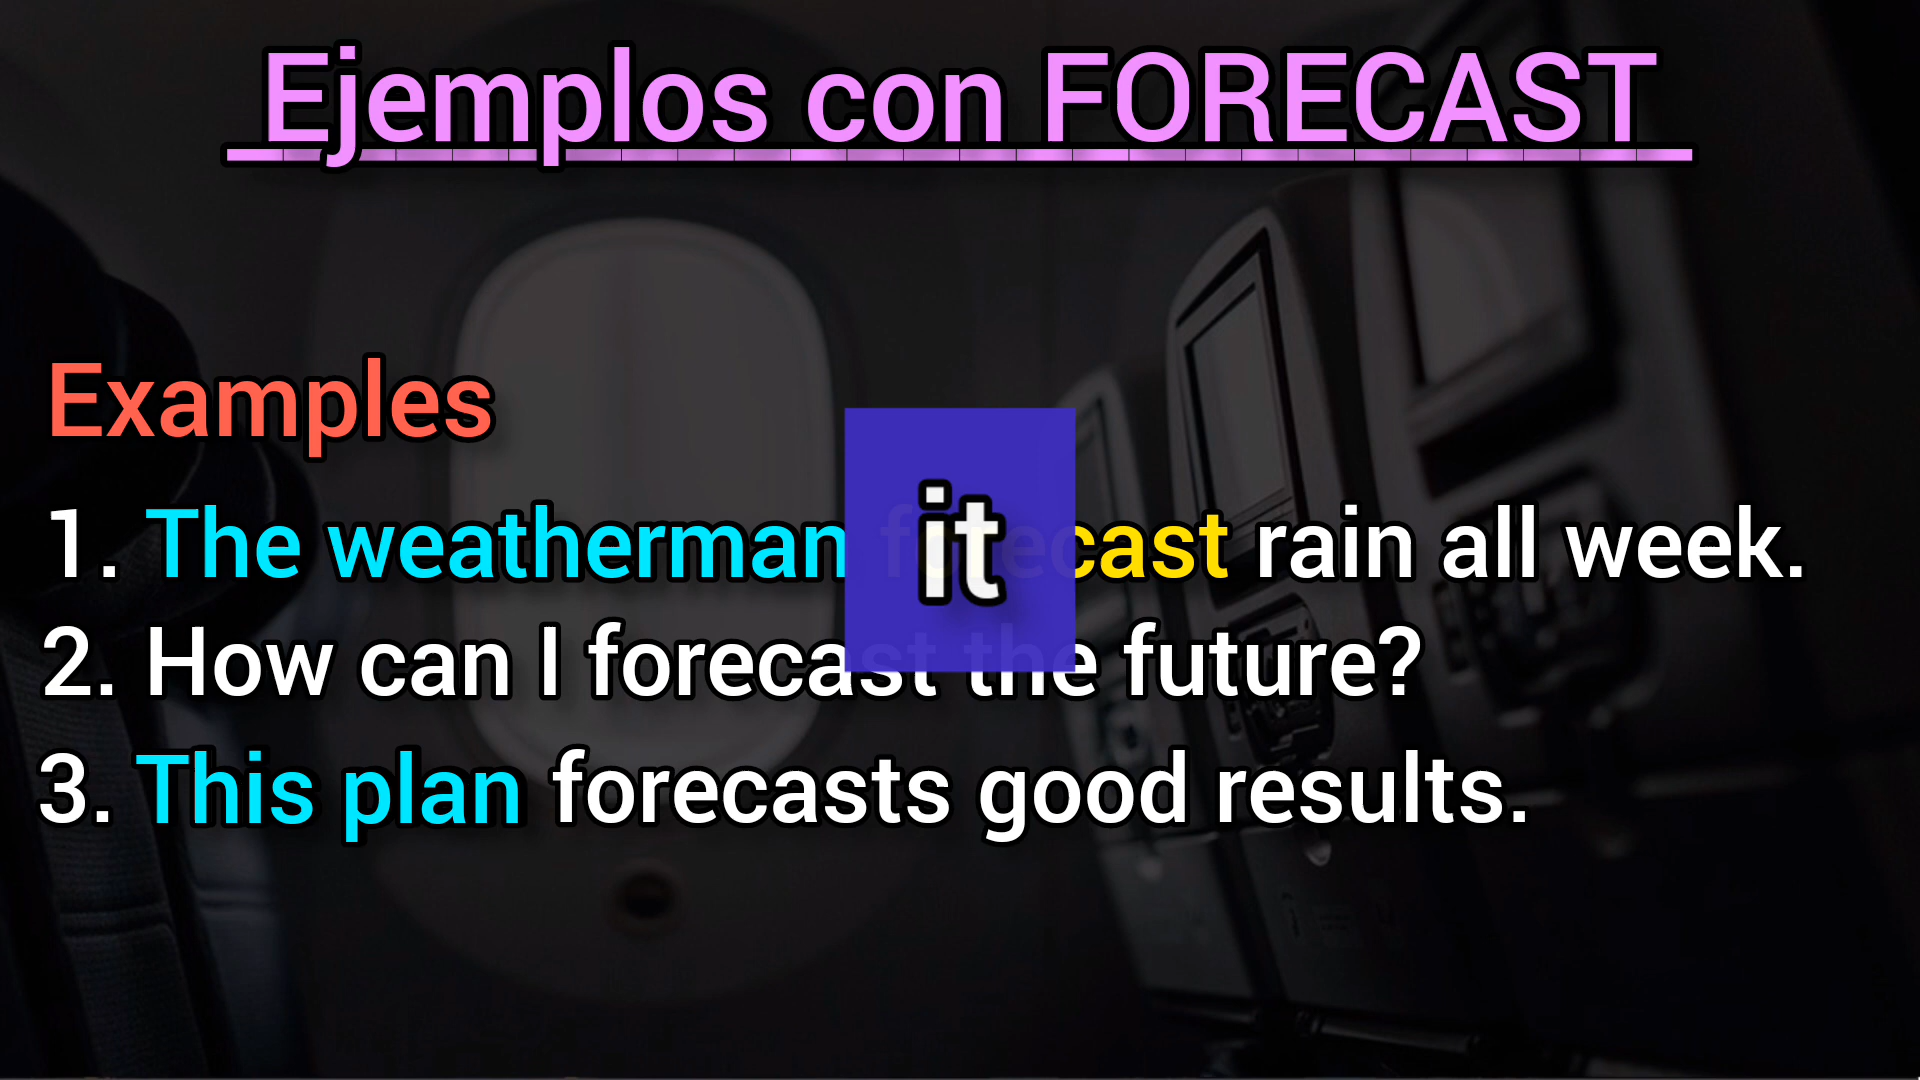 Ejemplos con FORECAST
Examples
1. The weatherman forecast rain all week.
it
2. How can I forecast the future?
3. This plan forecasts good results.